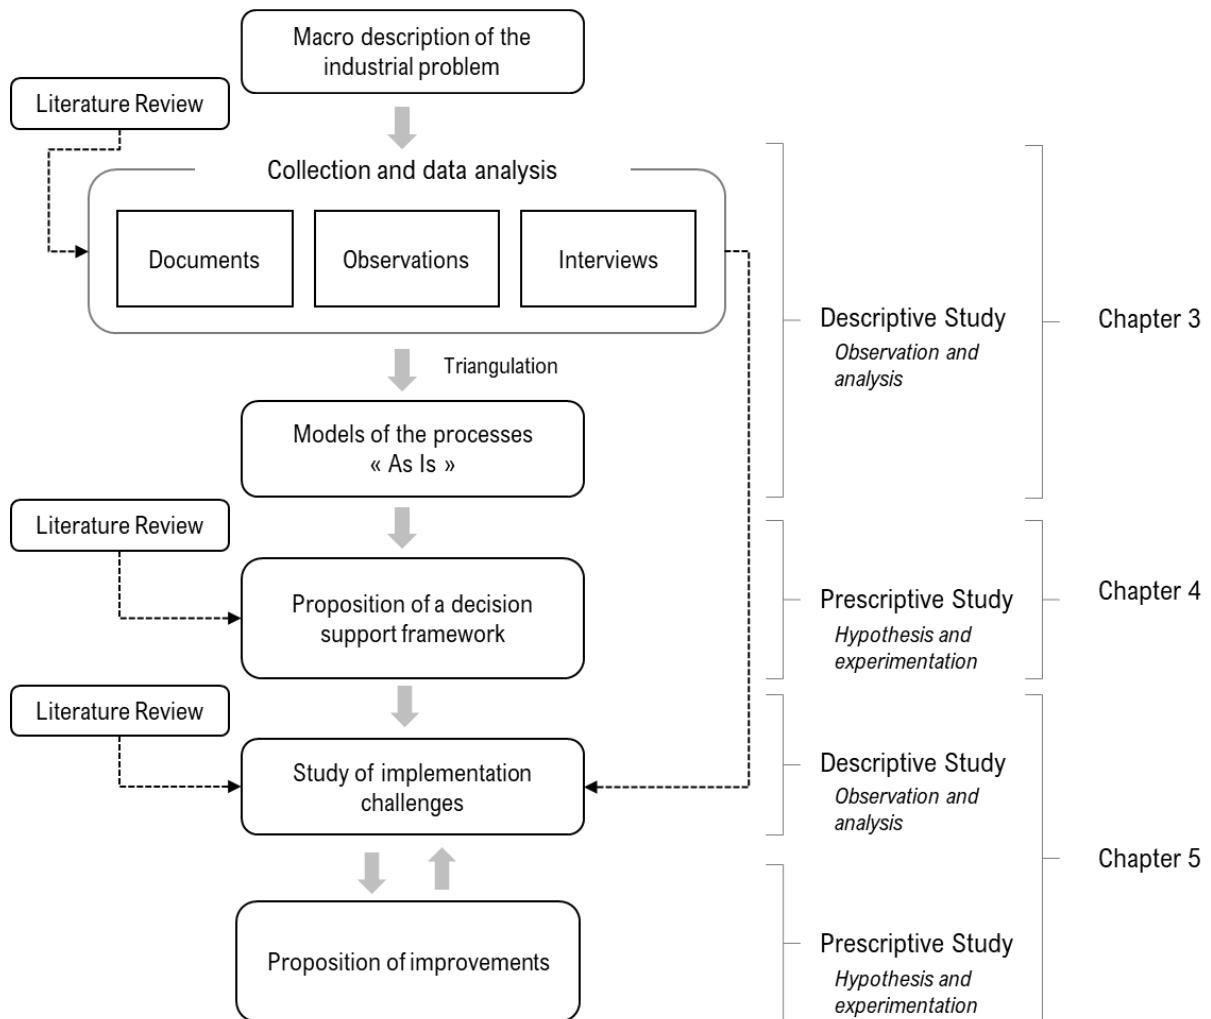 Macro description of the
industrial problem
Literature Review
Collection and data analysis
Documents
Observations
Interviews
Descriptive Study
Observation and
analysis
Chapter 3
Triangulation
Models of the processes
« As Is »
Literature Review
Proposition of a decision
support framework
Prescriptive Study
Hypothesis and
experimentation
Chapter 4
Literature Review
Study of implementation
challenges
Descriptive Study
Observation and
analysis
Chapter 5
Proposition of improvements
Prescriptive Study
Hypothesis and
experimentation